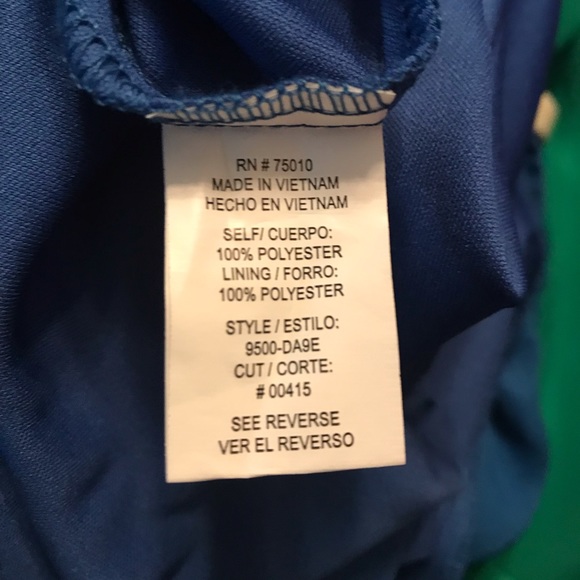 RN # 75010
MADE IN VIETNAM
HECHO EN VIETNAM
SELF/ CUERPO:
100% POLYESTER
LINING / FORRO:
100% POLYESTER
STYLE / ESTILO:
9500-DA9E
CUT / CORTE:
# 00415
SEE REVERSE
VER EL REVERSO